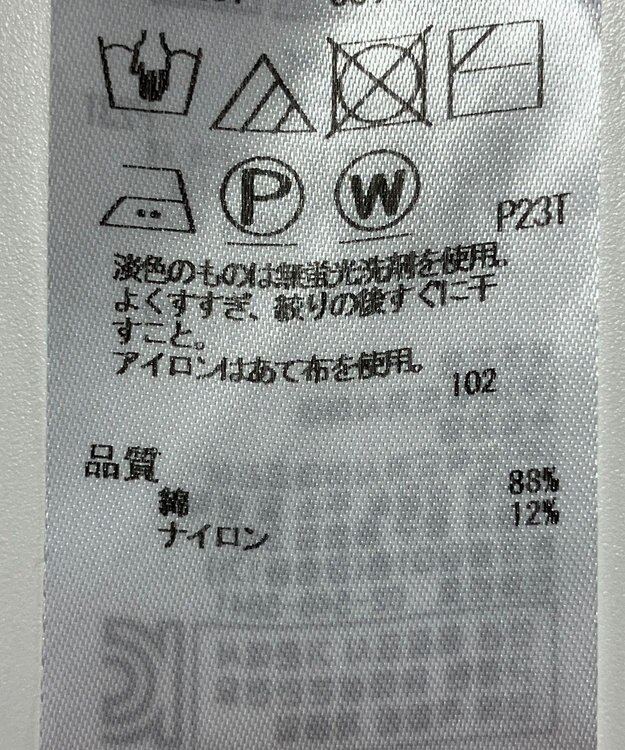 P
W
P23T
淡色のものは無蛍光洗剤を使用。
よくすすぎ、絞りの後すぐに干
すこと。
アイロンはあて布を使用。
102
品質
綿 88%
ナイロン 12%